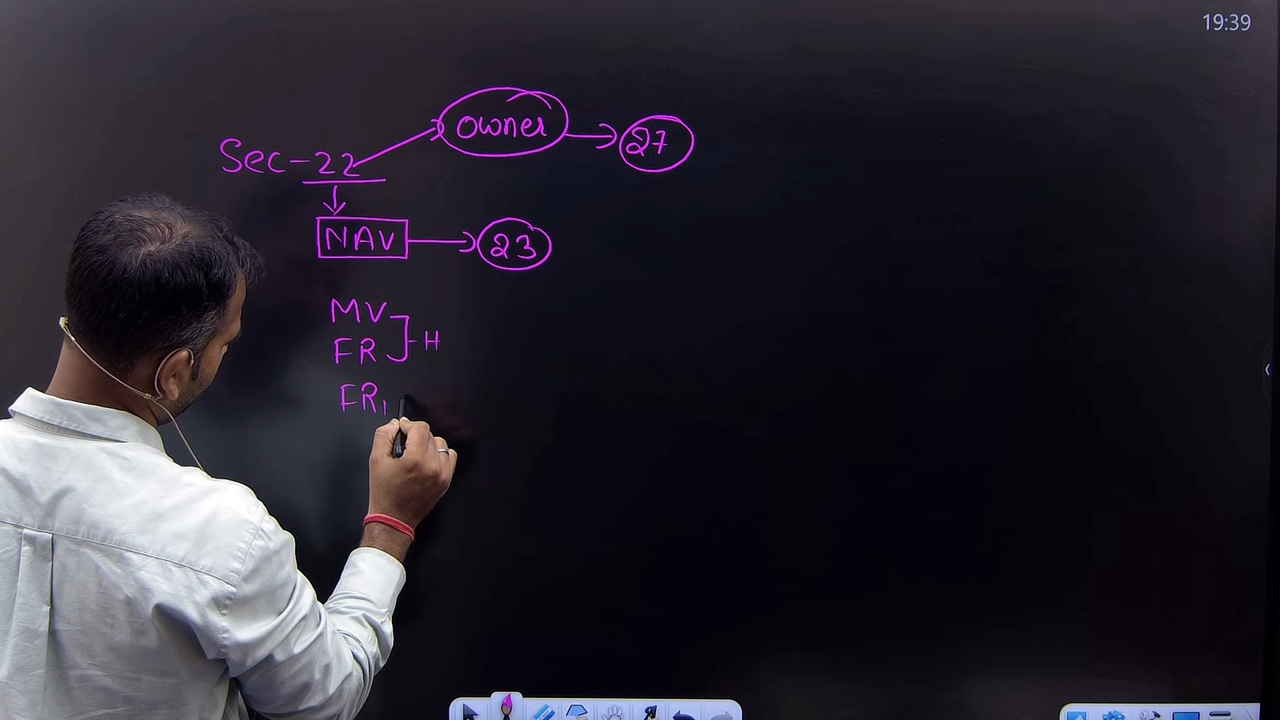 19:39
owner → 27
Sec-22
NAV → 23
MV
FR ] - H
FR1